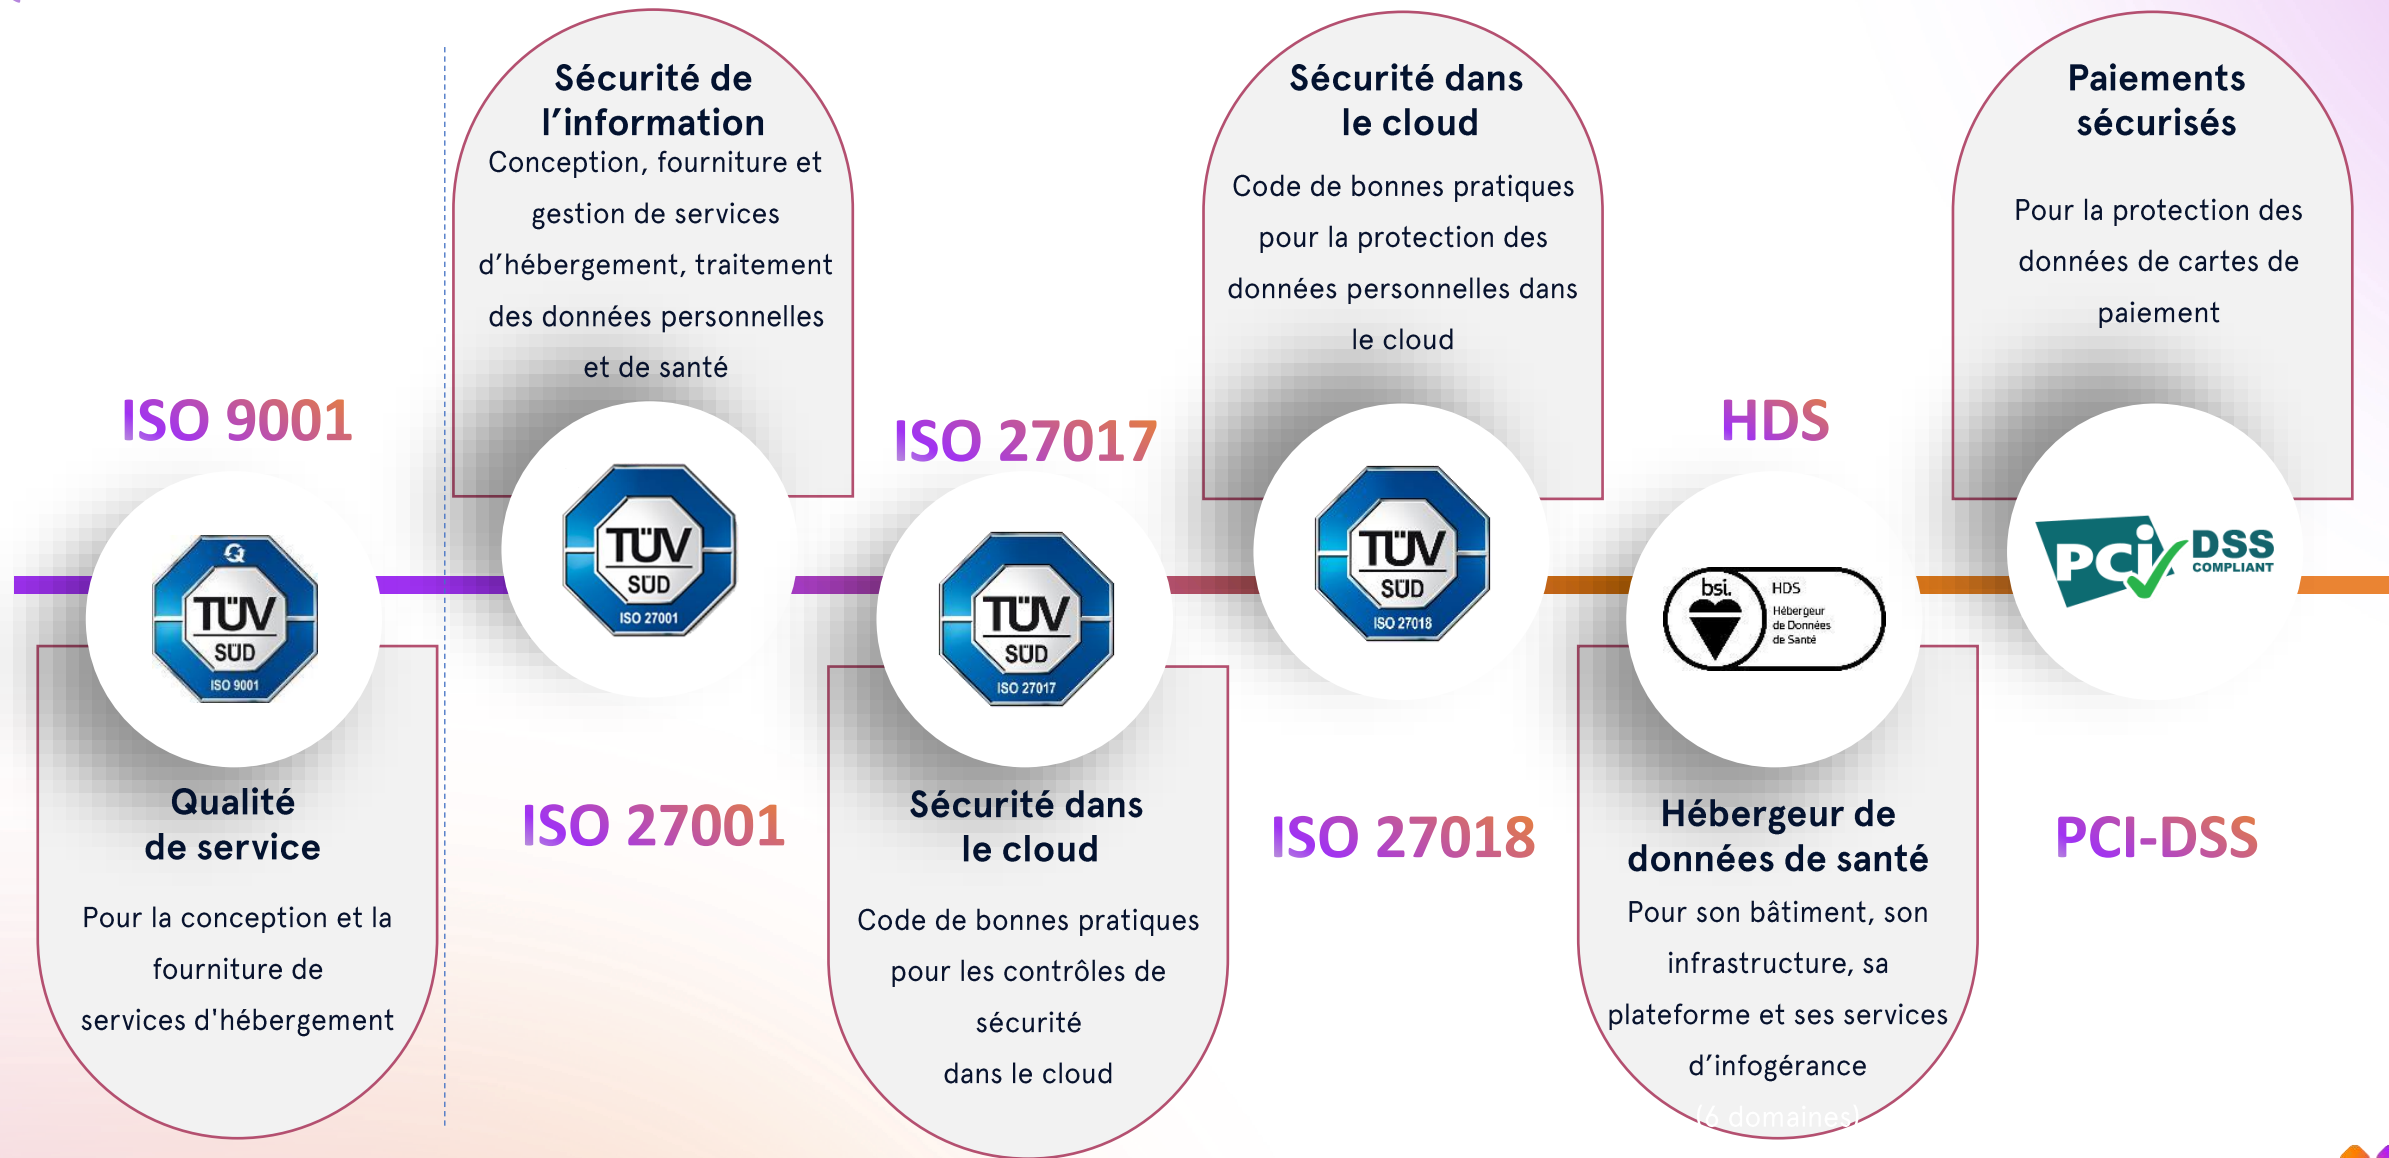 ISO 9001
TÜV
SÜD
ISO 9001
Qualité
de service
Pour la conception et la
fourniture de
services d'hébergement
Sécurité de
l’information
Conception, fourniture et
gestion de services
d’hébergement, traitement
des données personnelles
et de santé
TÜV
SÜD
ISO 27001
ISO 27001
ISO 27017
TÜV
SÜD
ISO 27017
Sécurité dans
le cloud
Code de bonnes pratiques
pour les contrôles de
sécurité
dans le cloud
Sécurité dans
le cloud
Code de bonnes pratiques
pour la protection des
données personnelles dans
le cloud
TÜV
SÜD
ISO 27018
ISO 27018
HDS
bsi.
HDS
Hébergeur
de Données
de Santé
Hébergeur de
données de santé
Pour son bâtiment, son
infrastructure, sa
plateforme et ses services
d’infogérance
(6 domaines)
Paiements
sécurisés
Pour la protection des
données de cartes de
paiement
PCI DSS
COMPLIANT
PCI-DSS